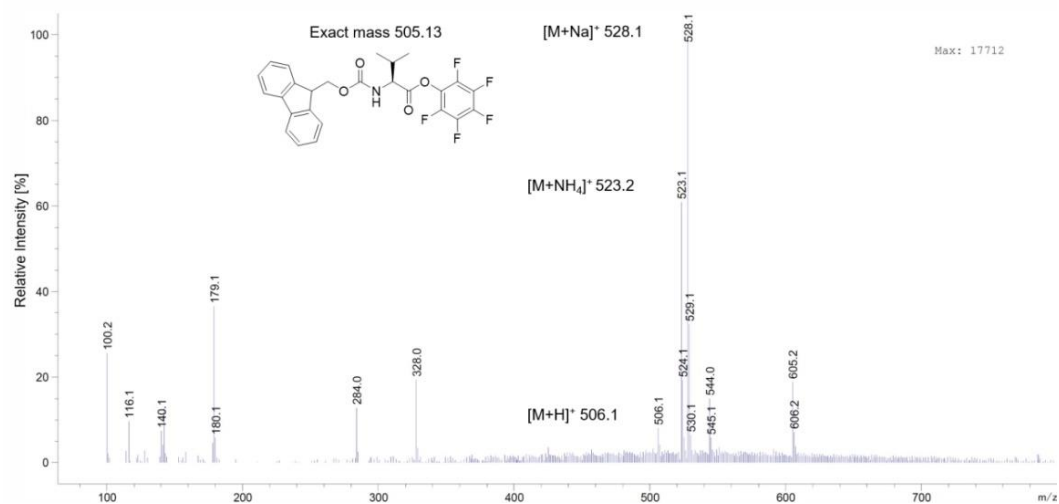 Exact mass 505.13
[M+Na]⁺ 528.1
528.1
Max: 17712
O
O
N
H
O
O
F
F
F
F
F
[M+NH₄]⁺ 523.2
523.1
Relative Intensity [%]
100
80
60
40
20
0
100.2
116.1
140.1
179.1
180.1
284.0
328.0
[M+H]⁺ 506.1
506.1
524.1
529.1
530.1
544.0
545.1
605.2
606.2
100
200
300
400
500
600
700
m/z